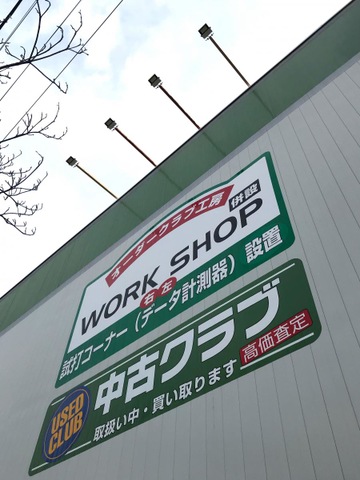 オーダークラブ工房
WORK SHOP 併設
右 左
試打コーナー(データ計測器)設置
USED CLUB
中古クラブ
取扱い中・買い取ります
高価査定